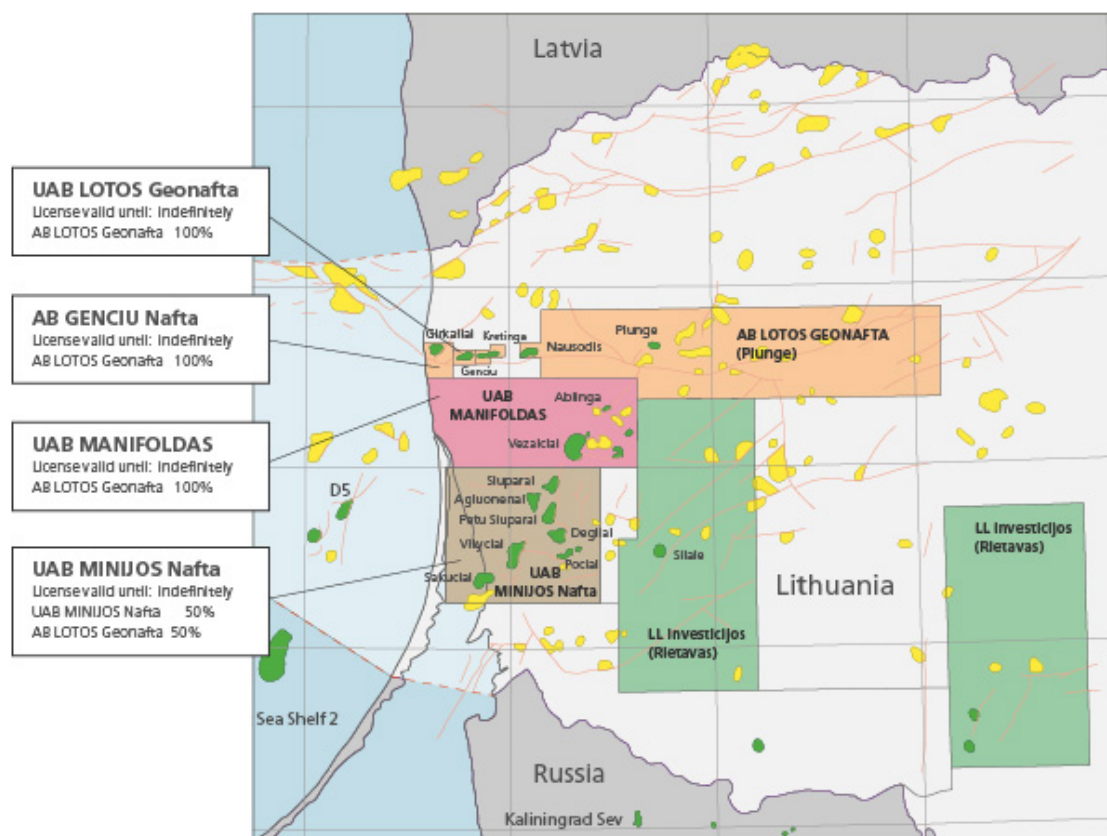 Latvia
UAB LOTOS Geonafta
License valid until: Indefinitely
AB LOTOS Geonafta 100%
AB GENCIU Nafta
License valid until: Indefinitely
AB LOTOS Geonafta 100%
UAB MANIFOLDAS
License valid until: Indefinitely
AB LOTOS Geonafta 100%
UAB MINIJOS Nafta
License valid until: Indefinitely
UAB MINIJOS Nafta 50%
AB LOTOS Geonafta 50%
Girkaliai
Kretinga
Genciu
Nausodis
Plunge
AB LOTOS GEONAFTA
(Plunge)
UAB
MANIFOLDAS
Ablinga
Vezaiciai
Siuparai
Agluonenai
Pietu Siuparai
Vilkyciai
Degliai
Pociai
Sakuciai
UAB
MINIJOS Nafta
D5
Silale
LL Investicijos
(Rietavas)
LL Investicijos
(Rietavas)
Lithuania
Sea Shelf 2
Russia
Kaliningrad Sev